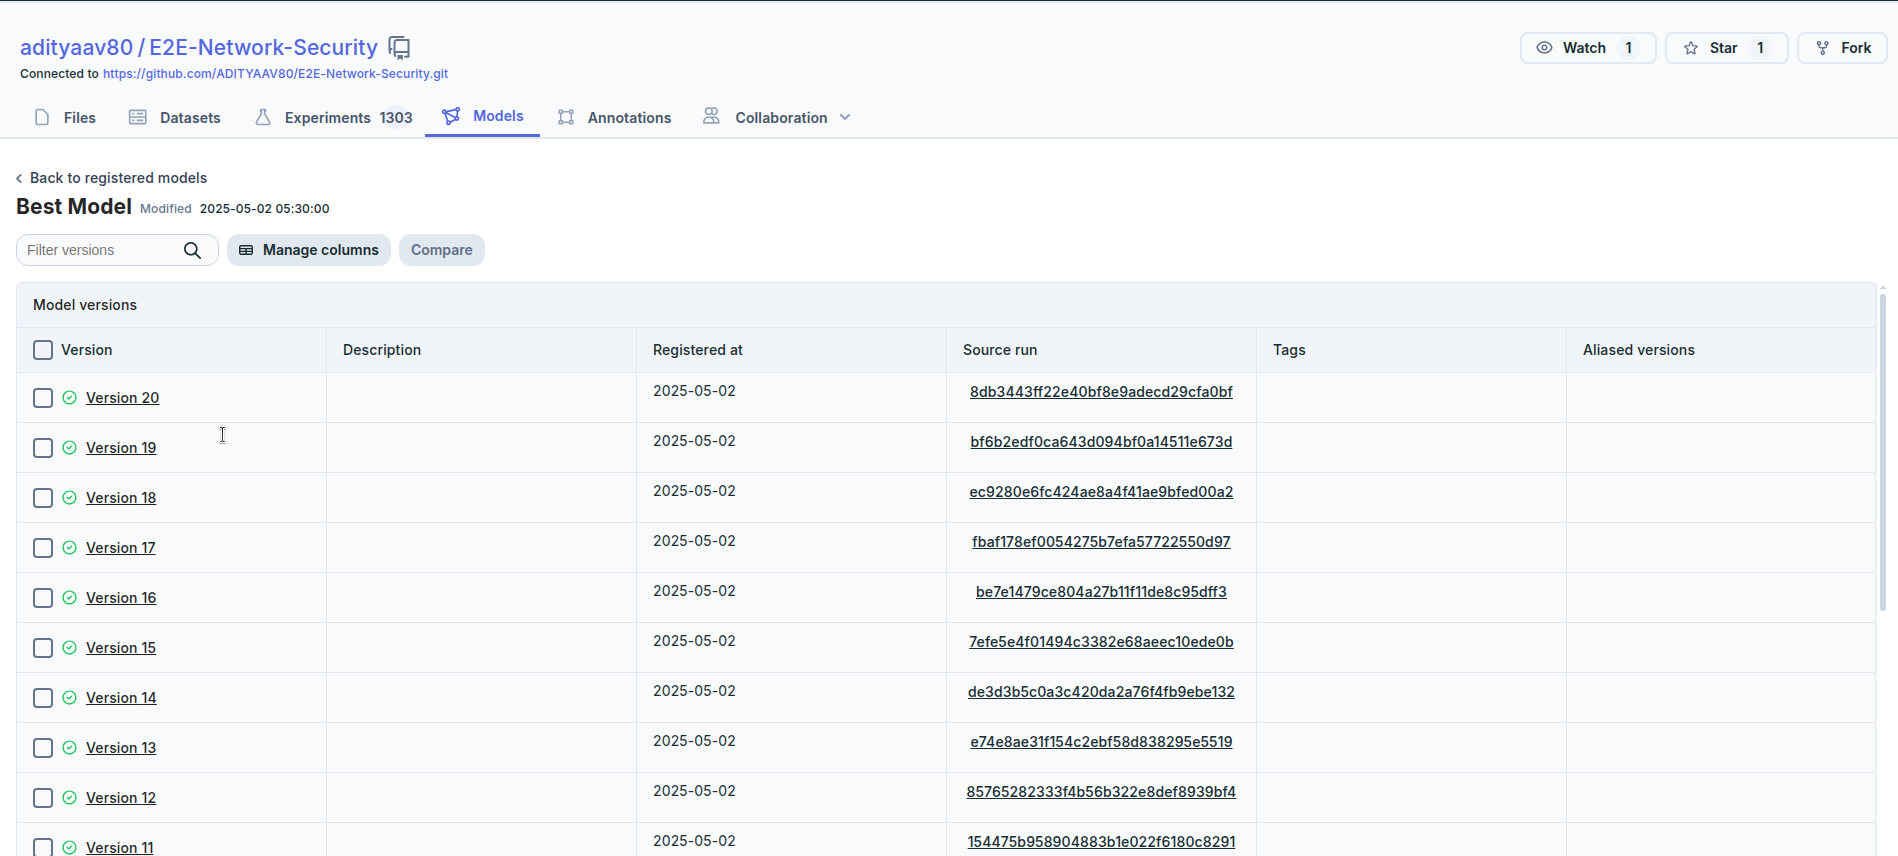 adityaav80 / E2E-Network-Security
Watch 1 Star 1 Fork
Connected to https://github.com/ADITYAAV80/E2E-Network-Security.git
Files Datasets Experiments 1303 Models Annotations Collaboration
Back to registered models
Best Model Modified 2025-05-02 05:30:00
Filter versions Manage columns Compare
Model versions
Version Description Registered at Source run Tags Aliased versions
Version 20 2025-05-02 8db3443ff22e40bf8e9adecd29cfa0bf
Version 19 2025-05-02 bf6b2edf0ca643d094bf0a14511e673d
Version 18 2025-05-02 ec9280e6fc424ae8a4f41ae9bfed00a2
Version 17 2025-05-02 fbaf178ef0054275b7efa57722550d97
Version 16 2025-05-02 be7e1479ce804a27b11f11de8c95dff3
Version 15 2025-05-02 7efe5e4f01494c3382e68aeec10ede0b
Version 14 2025-05-02 de3d3b5c0a3c420da2a76f4fb9ebe132
Version 13 2025-05-02 e74e8ae31f154c2ebf58d838295e5519
Version 12 2025-05-02 85765282333f4b56b322e8def8939bf4
Version 11 2025-05-02 154475b958904883b1e022f6180c8291